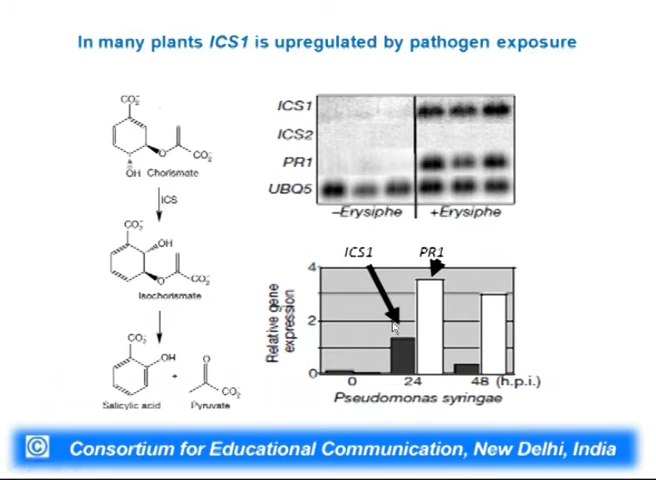 In many plants ICS1 is upregulated by pathogen exposure
CO₂⁻
O
CO₂⁻
OH
Chorismate
ICS
CO₂⁻
OH
O
CO₂⁻
Isochorismate
CO₂⁻
OH
+
O
CO₂⁻
Salicylic acid
Pyruvate
ICS1
ICS2
PR1
UBQ5
–Erysiphe
+Erysiphe
ICS1
PR1
Relative gene
expression
4
2
0
0
24
48 (h.p.i.)
Pseudomonas syringae
© Consortium for Educational Communication, New Delhi, India